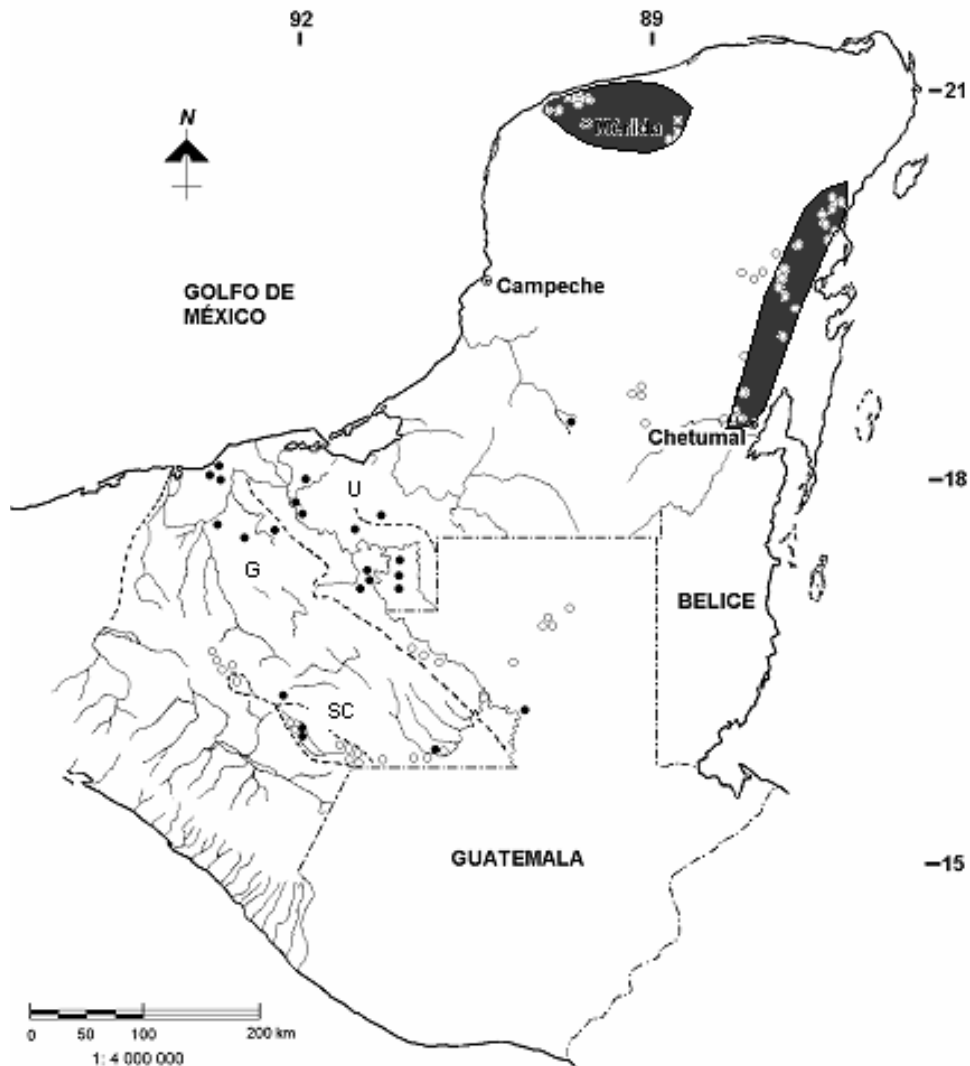 92
89
21
N
Mérida
GOLFO DE
MÉXICO
Campeche
Chetumal
18
U
G
BELICE
SC
GUATEMALA
15
0 50 100 200 km
1: 4 000 000